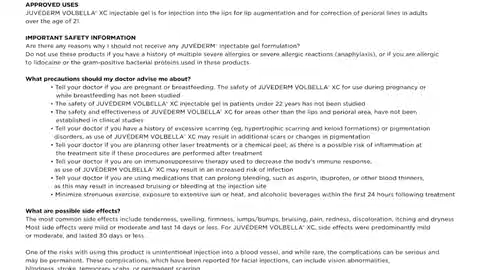 APPROVED USES
JUVÉDERM VOLBELLA® XC injectable gel is for injection into the lips for lip augmentation and for correction of perioral lines in adults
over the age of 21.
IMPORTANT SAFETY INFORMATION
Are there any reasons why I should not receive any JUVÉDERM® injectable gel formulation?
Do not use these products if you have a history of multiple severe allergies or severe allergic reactions (anaphylaxis), or if you are allergic
to lidocaine or the gram-positive bacterial proteins used in these products.
What precautions should my doctor advise me about?
• Tell your doctor if you are pregnant or breastfeeding. The safety of JUVÉDERM VOLBELLA® XC for use during pregnancy or
while breastfeeding has not been studied
• The safety of JUVÉDERM VOLBELLA® XC injectable gel in patients under 22 years has not been studied
• The safety and effectiveness of JUVÉDERM VOLBELLA® XC for areas other than the lips and perioral area, have not been
established in clinical studies
• Tell your doctor if you have a history of excessive scarring (eg, hypertrophic scarring and keloid formations) or pigmentation
disorders, as use of JUVÉDERM VOLBELLA® XC may result in additional scars or changes in pigmentation
• Tell your doctor if you are planning other laser treatments or a chemical peel, as there is a possible risk of inflammation at
the treatment site if these procedures are performed after treatment
• Tell your doctor if you are on immunosuppressive therapy used to decrease the body's immune response,
as use of JUVÉDERM VOLBELLA® XC may result in an increased risk of infection
• Tell your doctor if you are using medications that can prolong bleeding, such as aspirin, ibuprofen, or other blood thinners,
as this may result in increased bruising or bleeding at the injection site
• Minimize strenuous exercise, exposure to extensive sun or heat, and alcoholic beverages within the first 24 hours following treatment
What are possible side effects?
The most common side effects include tenderness, swelling, firmness, lumps/bumps, bruising, pain, redness, discoloration, itching and dryness
Most side effects were mild or moderate and last 14 days or less. For JUVÉDERM VOLBELLA® XC, side effects were predominantly mild
or moderate, and lasted 30 days or less.
One of the risks with using this product is unintentional injection into a blood vessel, and while rare, the complications can be serious and
may be permanent. These complications, which have been reported for facial injections, can include vision abnormalities,
blindness, stroke, temporary scabs, or permanent scarring.